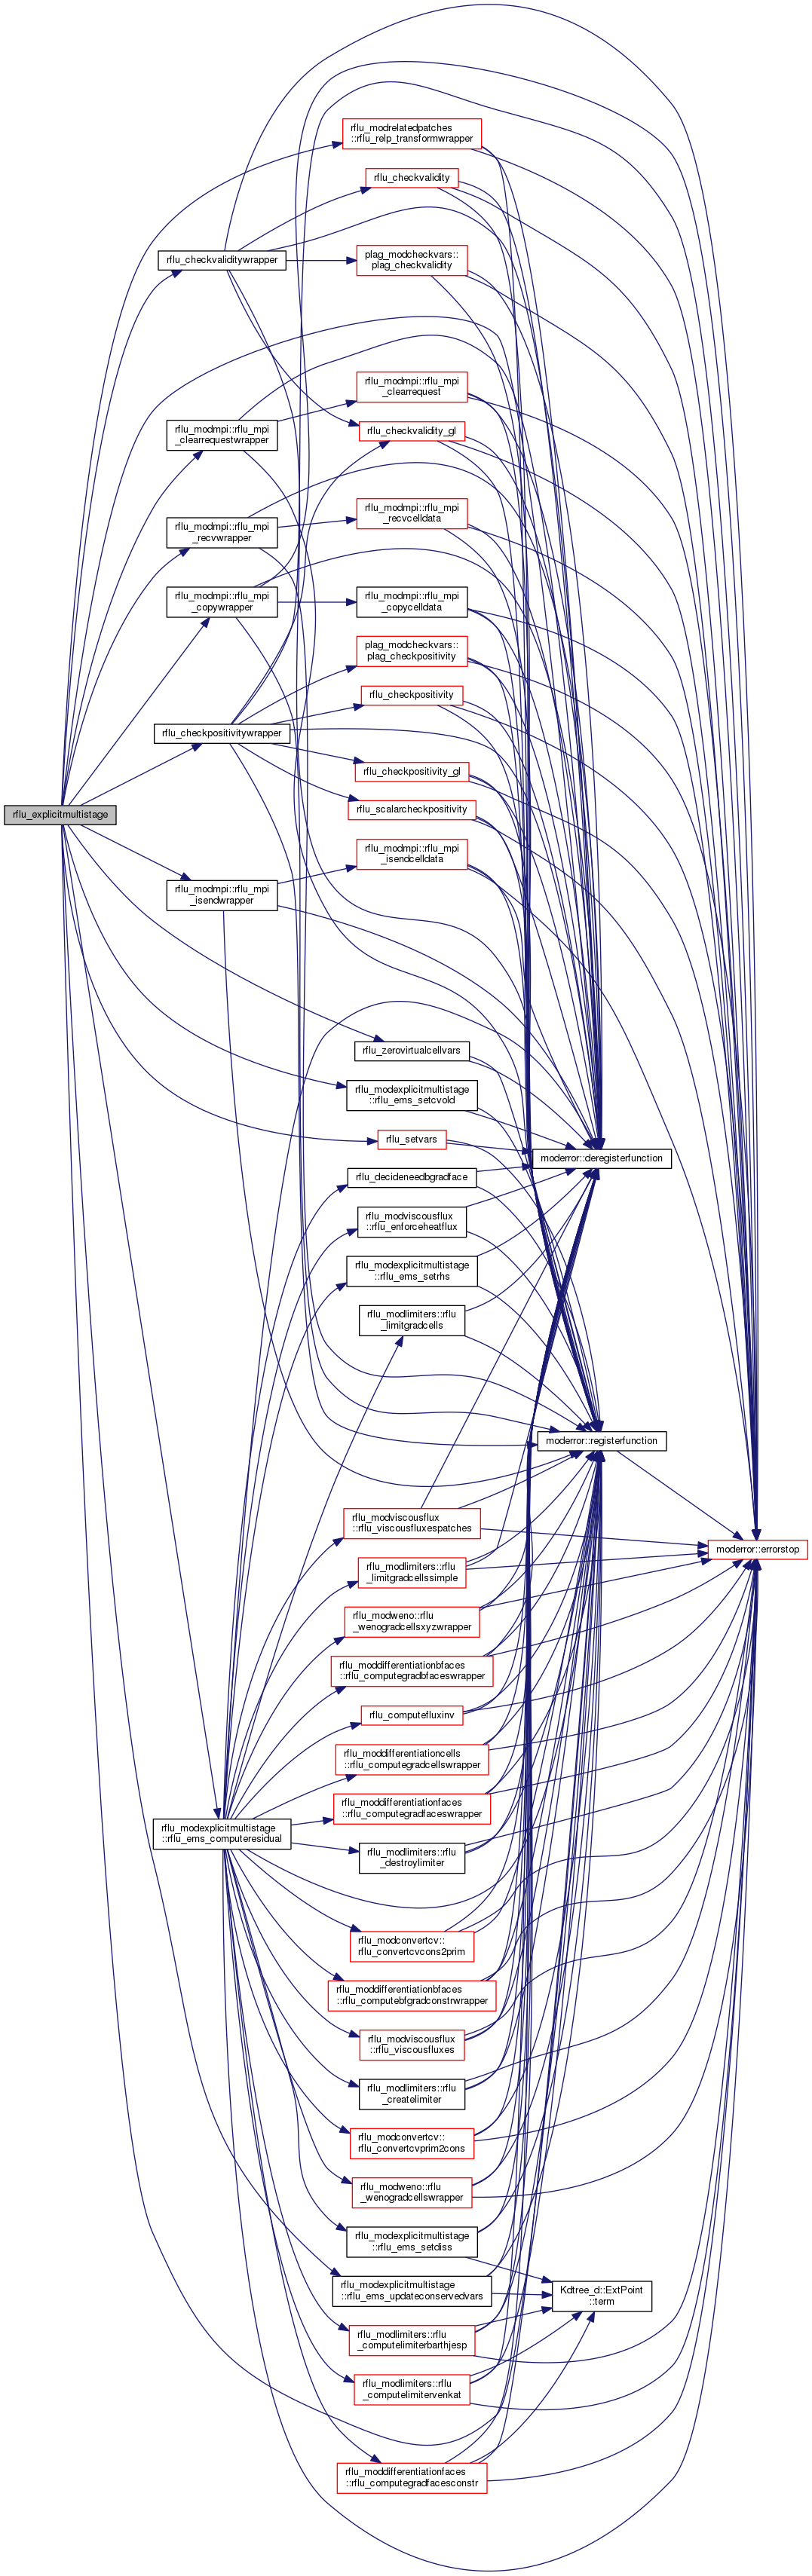 rflu_modrelatedpatches
::rflu_relp_transformwrapper
rflu_checkvalidity
rflu_checkvaliditywrapper
plag_modcheckvars::
plag_checkvalidity
rflu_modmpi::rflu_mpi
_clearrequest
rflu_modmpi::rflu_mpi
_clearrequestwrapper
rflu_checkvalidity_gl
rflu_modmpi::rflu_mpi
_recvcelldata
rflu_modmpi::rflu_mpi
_recvwrapper
rflu_modmpi::rflu_mpi
_copywrapper
rflu_modmpi::rflu_mpi
_copycelldata
plag_modcheckvars::
plag_checkpositivity
rflu_checkpositivity
rflu_checkpositivitywrapper
rflu_checkpositivity_gl
rflu_scalarcheckpositivity
rflu_explicitmultistage
rflu_modmpi::rflu_mpi
_isendcelldata
rflu_modmpi::rflu_mpi
_isendwrapper
rflu_zerovirtualcellvars
rflu_modexplicitmultistage
::rflu_ems_setcvold
rflu_setvars
moderror::deregisterfunction
rflu_decideneedbgradface
rflu_modviscousflux
::rflu_enforceheatflux
rflu_modexplicitmultistage
::rflu_ems_setrhs
rflu_modlimiters::rflu
_limitgradcells
moderror::registerfunction
rflu_modviscousflux
::rflu_viscousfluxespatches
moderror::errorstop
rflu_modlimiters::rflu
_limitgradcellssimple
rflu_modweno::rflu
_wenogradcellsxyzwrapper
rflu_moddifferentiationbfaces
::rflu_computegradbfaceswrapper
rflu_computefluxinv
rflu_moddifferentiationcells
::rflu_computegradcellswrapper
rflu_moddifferentiationfaces
::rflu_computegradfaceswrapper
rflu_modexplicitmultistage
::rflu_ems_computeresidual
rflu_modlimiters::rflu
_destroylimiter
rflu_modconvertcv::
rflu_convertcvcons2prim
rflu_moddifferentiationbfaces
::rflu_computebfgradconstrwrapper
rflu_modviscousflux
::rflu_viscousfluxes
rflu_modlimiters::rflu
_createlimiter
rflu_modconvertcv::
rflu_convertcvprim2cons
rflu_modweno::rflu
_wenogradcellswrapper
rflu_modexplicitmultistage
::rflu_ems_setdiss
rflu_modexplicitmultistage
::rflu_ems_updateconservedvars
Kdtree_d::ExtPoint
::term
rflu_modlimiters::rflu
_computelimiterbarthjesp
rflu_modlimiters::rflu
_computelimitervenkat
rflu_moddifferentiationfaces
::rflu_computegradfacesconstr